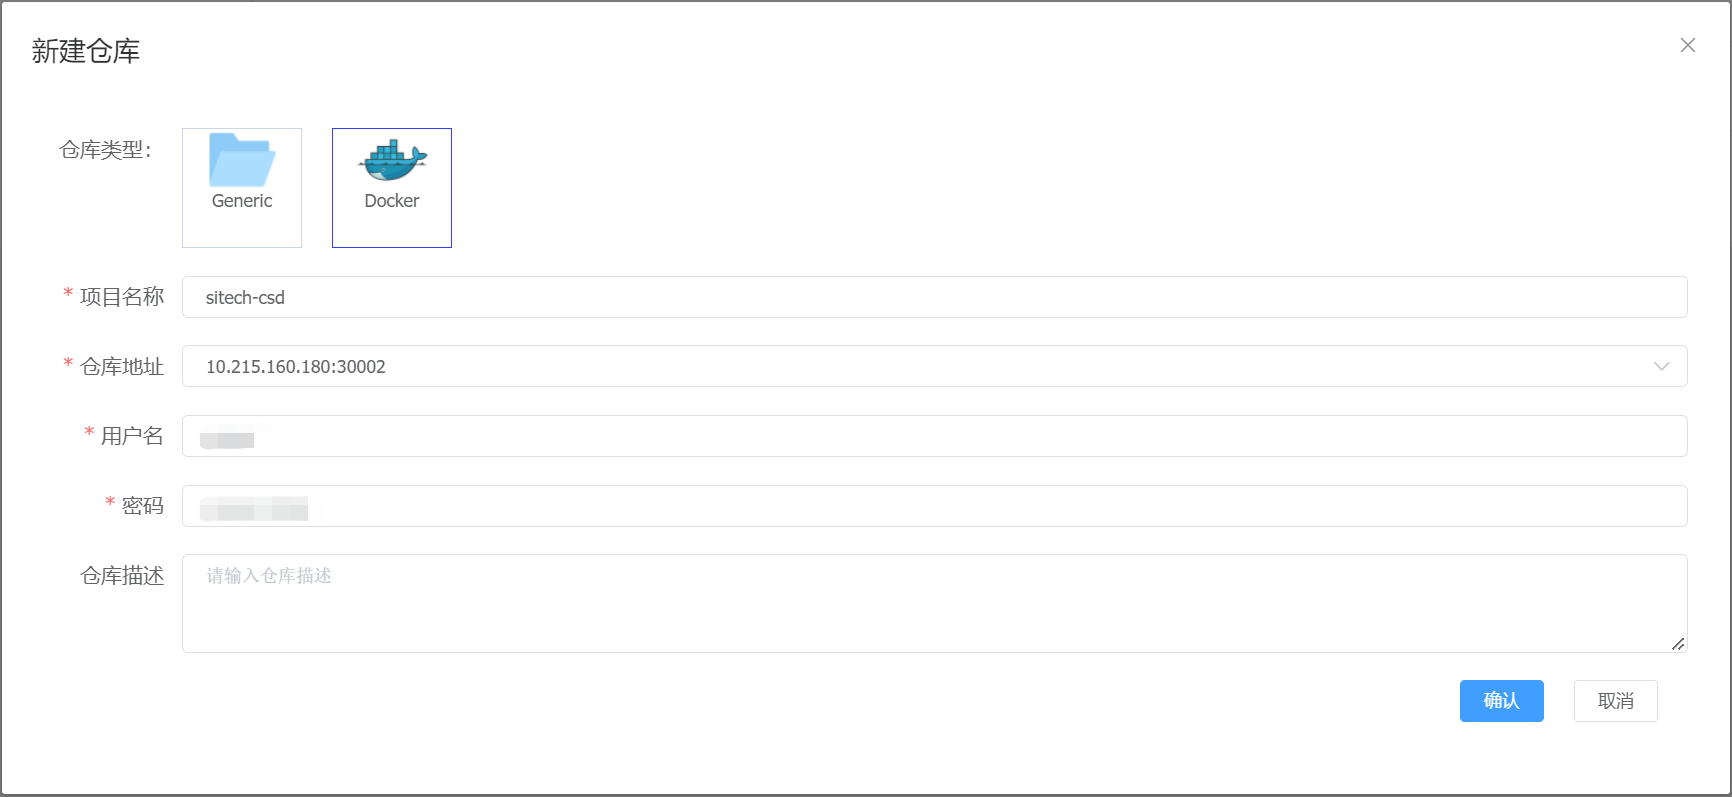 新建仓库
仓库类型：
Generic
Docker
* 项目名称
sitech-csd
* 仓库地址
10.215.160.180:30002
* 用户名
* 密码
仓库描述
请输入仓库描述
确认
取消